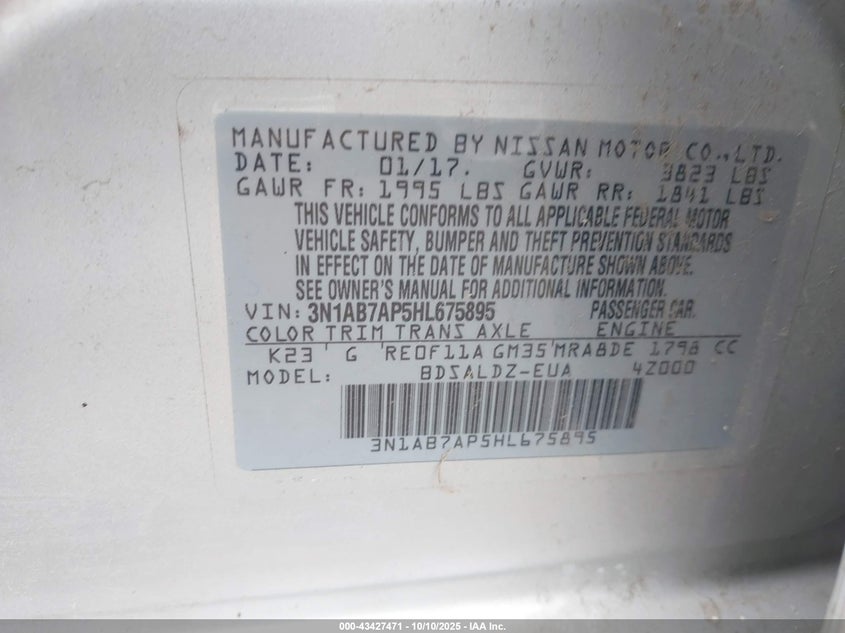 MANUFACTURED BY NISSAN MOTOR CO.,LTD.
DATE: 01/17. GVWR: 3823 LBS
GAWR FR: 1995 LBS GAWR RR: 1841 LBS
THIS VEHICLE CONFORMS TO ALL APPLICABLE FEDERAL MOTOR
VEHICLE SAFETY, BUMPER AND THEFT PREVENTION STANDARDS
IN EFFECT ON THE DATE OF MANUFACTURE SHOWN ABOVE.
SEE OWNER'S MANUAL FOR ADDITIONAL INFORMATION.
VIN: 3N1AB7AP5HL675895 PASSENGER CAR.
COLOR TRIM TRANS AXLE ENGINE
K23 G RE0F11A GM35 MRA8DE 1798 CC
MODEL: BDSALDZ-EUA 4Z000
3N1AB7AP5HL675895
000-43427471 - 10/10/2025 - IAA Inc.